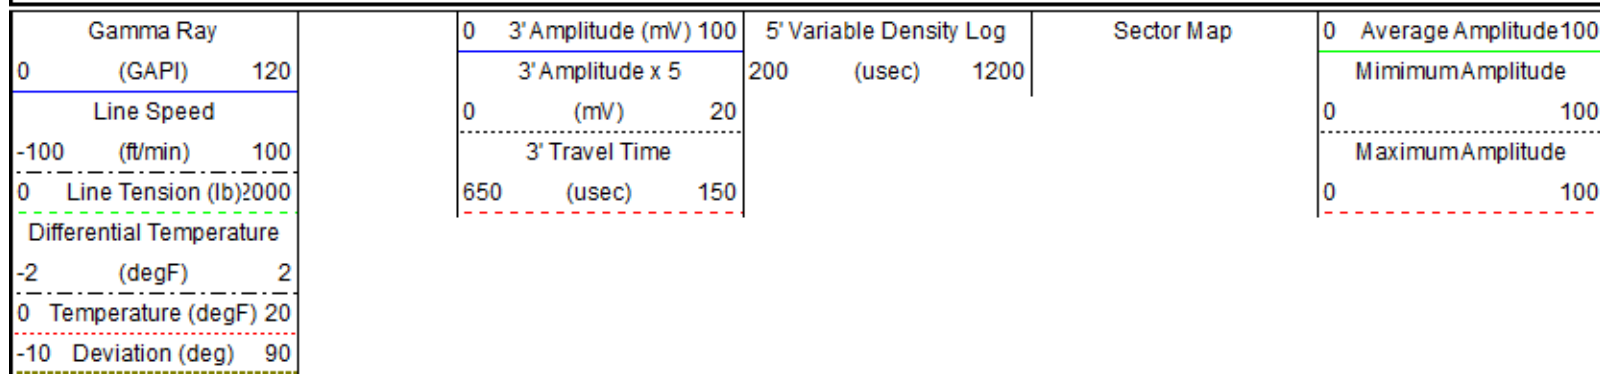 Gamma Ray
0 (GAPI) 120
Line Speed
-100 (ft/min) 100
0 Line Tension (lb) 2000
Differential Temperature
-2 (degF) 2
0 Temperature (degF) 20
-10 Deviation (deg) 90
0 3' Amplitude (mV) 100
3' Amplitude x 5
0 (mV) 20
3' Travel Time
650 (usec) 150
5' Variable Density Log
200 (usec) 1200
Sector Map
0 Average Amplitude 100
Mimimum Amplitude
0 100
Maximum Amplitude
0 100